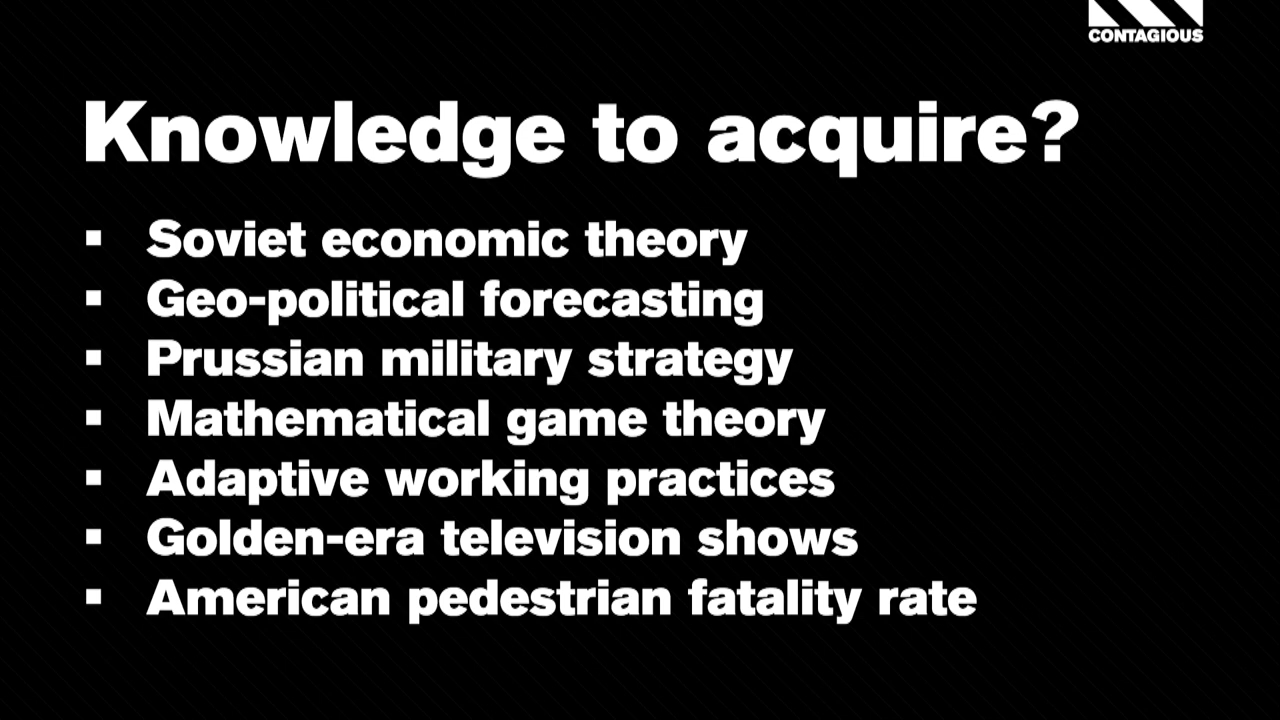 CONTAGIOUS
Knowledge to acquire?
▪ Soviet economic theory
▪ Geo-political forecasting
▪ Prussian military strategy
▪ Mathematical game theory
▪ Adaptive working practices
▪ Golden-era television shows
▪ American pedestrian fatality rate